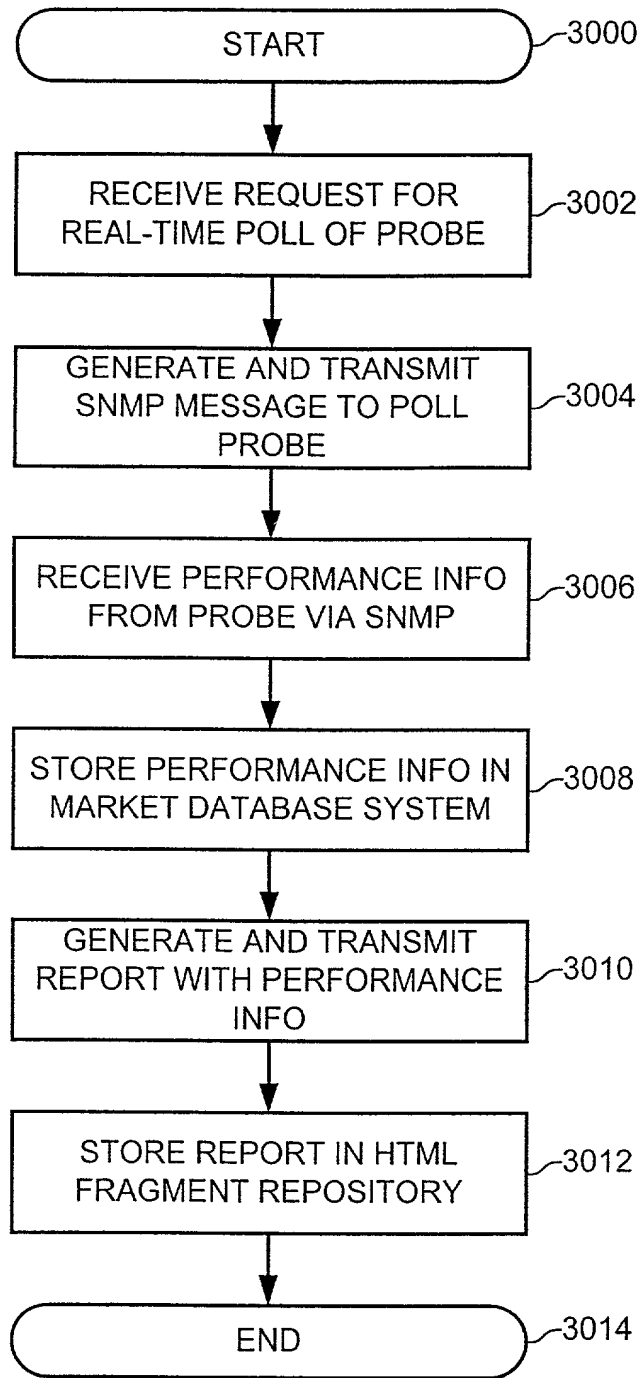 START
3000
RECEIVE REQUEST FOR
REAL-TIME POLL OF PROBE
3002
GENERATE AND TRANSMIT
SNMP MESSAGE TO POLL
PROBE
3004
RECEIVE PERFORMANCE INFO
FROM PROBE VIA SNMP
3006
STORE PERFORMANCE INFO IN
MARKET DATABASE SYSTEM
3008
GENERATE AND TRANSMIT
REPORT WITH PERFORMANCE
INFO
3010
STORE REPORT IN HTML
FRAGMENT REPOSITORY
3012
END
3014